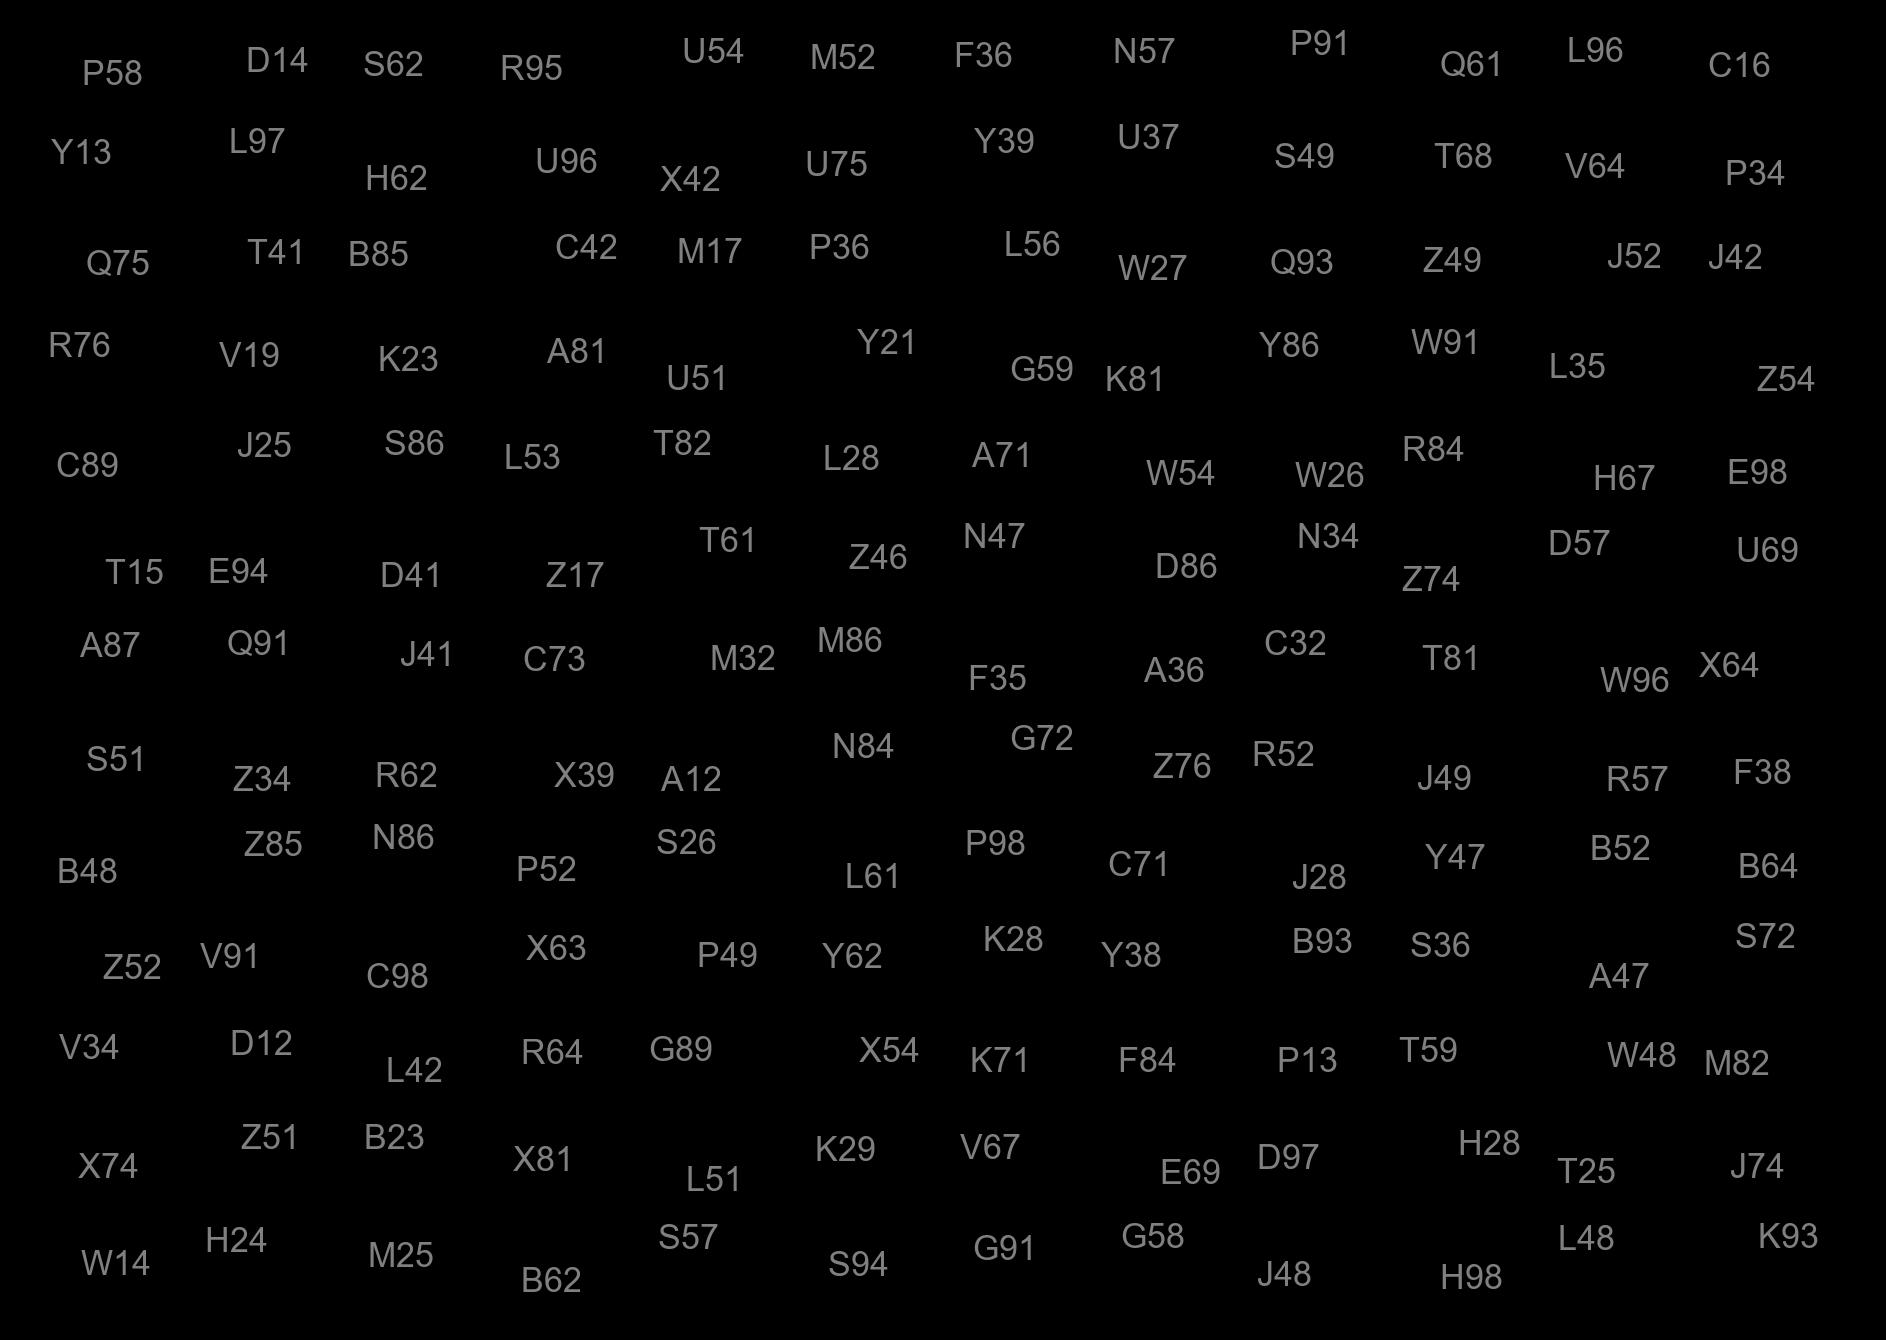 P58 D14 S62 R95 U54 M52 F36 N57 P91 Q61 L96 C16
Y13 L97 H62 U96 X42 U75 Y39 U37 S49 T68 V64 P34
Q75 T41 B85 C42 M17 P36 L56 W27 Q93 Z49 J52 J42
R76 V19 K23 A81 U51 Y21 G59 K81 Y86 W91 L35 Z54
C89 J25 S86 L53 T82 L28 A71 W54 W26 R84 H67 E98
T15 E94 D41 Z17 T61 Z46 N47 D86 N34 Z74 D57 U69
A87 Q91 J41 C73 M32 M86 F35 A36 C32 T81 W96 X64
S51 Z34 R62 X39 A12 N84 G72 Z76 R52 J49 R57 F38
B48 Z85 N86 P52 S26 L61 P98 C71 J28 Y47 B52 B64
Z52 V91 C98 X63 P49 Y62 K28 Y38 B93 S36 A47 S72
V34 D12 L42 R64 G89 X54 K71 F84 P13 T59 W48 M82
X74 Z51 B23 X81 L51 K29 V67 E69 D97 H28 T25 J74
W14 H24 M25 B62 S57 S94 G91 G58 J48 H98 L48 K93